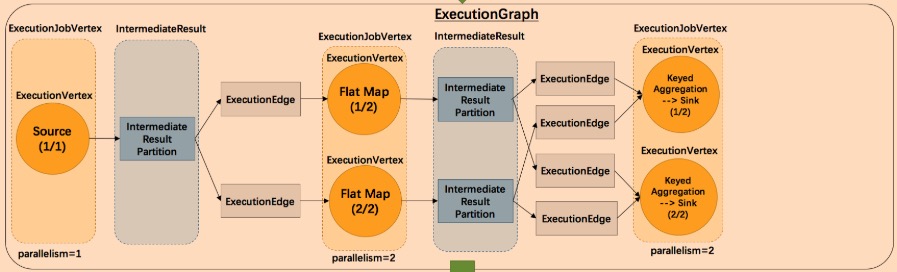 ExecutionGraph
ExecutionJobVertex
IntermediateResult
ExecutionJobVertex
IntermediateResult
ExecutionJobVertex
ExecutionVertex
Source
(1/1)
parallelism=1
Intermediate
Result
Partition
ExecutionEdge
ExecutionEdge
ExecutionVertex
Flat Map
(1/2)
ExecutionVertex
Flat Map
(2/2)
parallelism=2
Intermediate
Result
Partition
Intermediate
Result
Partition
ExecutionEdge
ExecutionEdge
ExecutionEdge
ExecutionEdge
ExecutionVertex
Keyed
Aggregation
--> Sink
(1/2)
ExecutionVertex
Keyed
Aggregation
--> Sink
(2/2)
parallelism=2